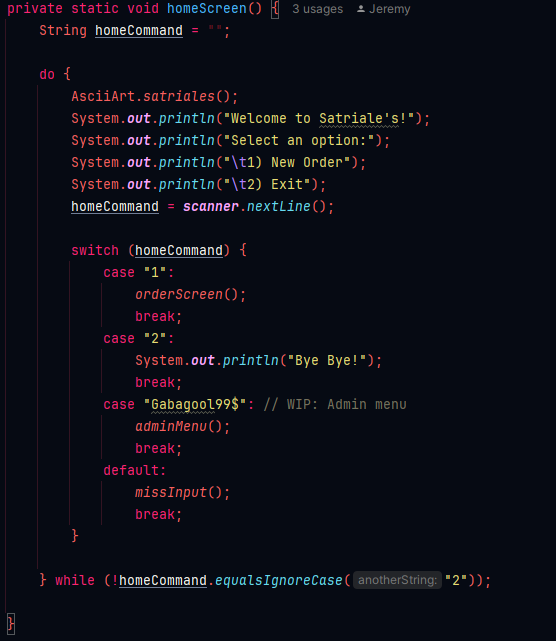 private static void homeScreen() { 3 usages Jeremy
String homeCommand = "";
do {
AsciiArt.satriales();
System.out.println("Welcome to Satriale's!");
System.out.println("Select an option:");
System.out.println("\t1) New Order");
System.out.println("\t2) Exit");
homeCommand = scanner.nextLine();
switch (homeCommand) {
case "1":
orderScreen();
break;
case "2":
System.out.println("Bye Bye!");
break;
case "Gabagool99$": // WIP: Admin menu
adminMenu();
break;
default:
missInput();
break;
}
} while (!homeCommand.equalsIgnoreCase( anotherString: "2"));
}